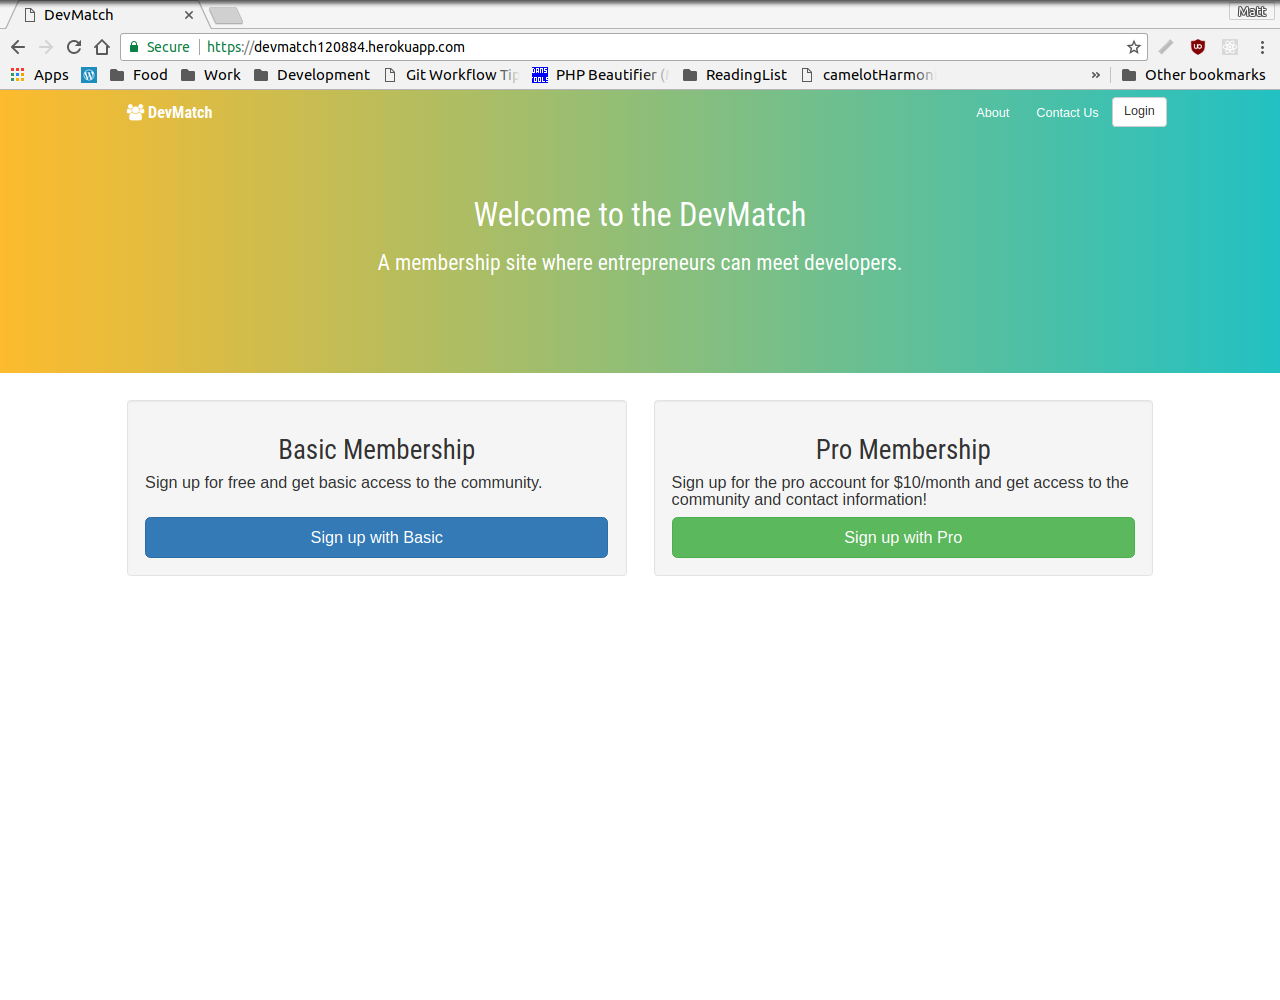 DevMatch
Matt
Secure https://devmatch120884.herokuapp.com
Apps Food Work Development Git Workflow Tip PHP Beautifier ( ReadingList camelotHarmon » Other bookmarks
DevMatch About Contact Us Login
Welcome to the DevMatch
A membership site where entrepreneurs can meet developers.
Basic Membership
Sign up for free and get basic access to the community.
Sign up with Basic
Pro Membership
Sign up for the pro account for $10/month and get access to the
community and contact information!
Sign up with Pro